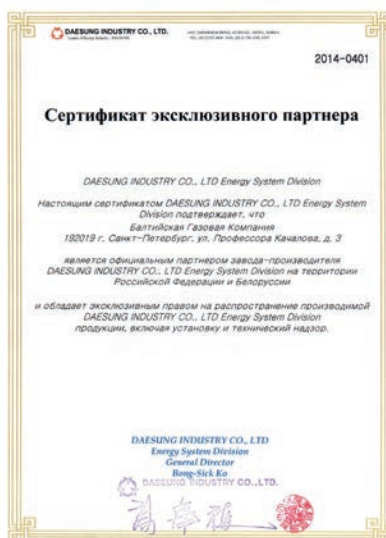 DAESUNG INDUSTRY CO., LTD.
2014-0401
Сертификат эксклюзивного партнера
DAESUNG INDUSTRY CO., LTD Energy System Division
Настоящим сертификатом DAESUNG INDUSTRY CO., LTD Energy System
Division подтверждает, что
Балтийская Газовая Компания
192019 г. Санкт-Петербург, ул. Профессора Качалова, д. 3
является официальным партнером завода-производителя
DAESUNG INDUSTRY CO., LTD Energy System Division на территории
Российской Федерации и Белоруссии
и обладает эксклюзивным правом на распространение производимой
DAESUNG INDUSTRY CO., LTD Energy System Division
продукции, включая установку и технический надзор.
DAESUNG INDUSTRY CO., LTD
Energy System Division
General Director
Bong-Sick Ko
DAESUNG INDUSTRY CO., LTD.